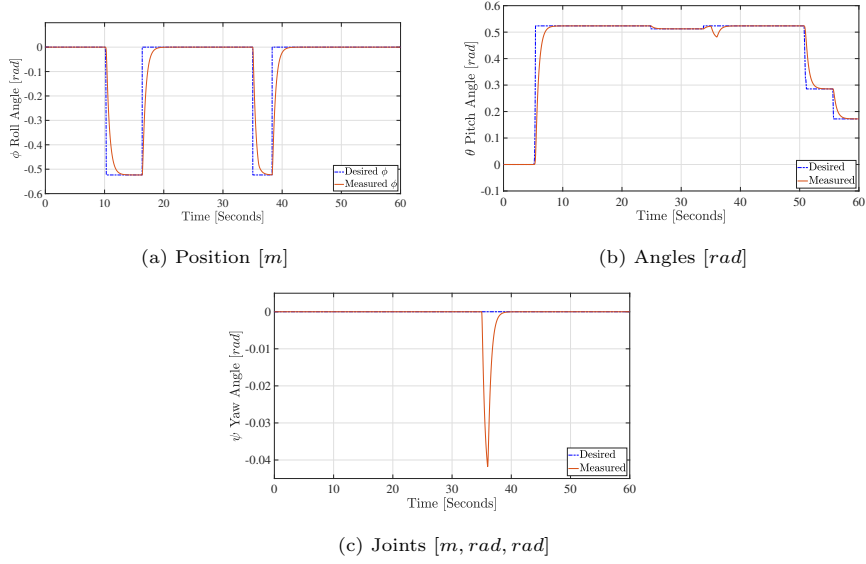 0
-0.1
-0.2
-0.3
-0.4
-0.5
-0.6
ϕ Roll Angle [rad]
0 10 20 30 40 50 60
Time [Seconds]
Desired ϕ
Measured ϕ
(a) Position [m]
0.6
0.5
0.4
0.3
0.2
0.1
0
-0.1
θ Pitch Angle [rad]
0 10 20 30 40 50 60
Time [Seconds]
Desired
Measured
(b) Angles [rad]
0
-0.01
-0.02
-0.03
-0.04
ψ Yaw Angle [rad]
0 10 20 30 40 50 60
Time [Seconds]
Desired
Measured
(c) Joints [m, rad, rad]